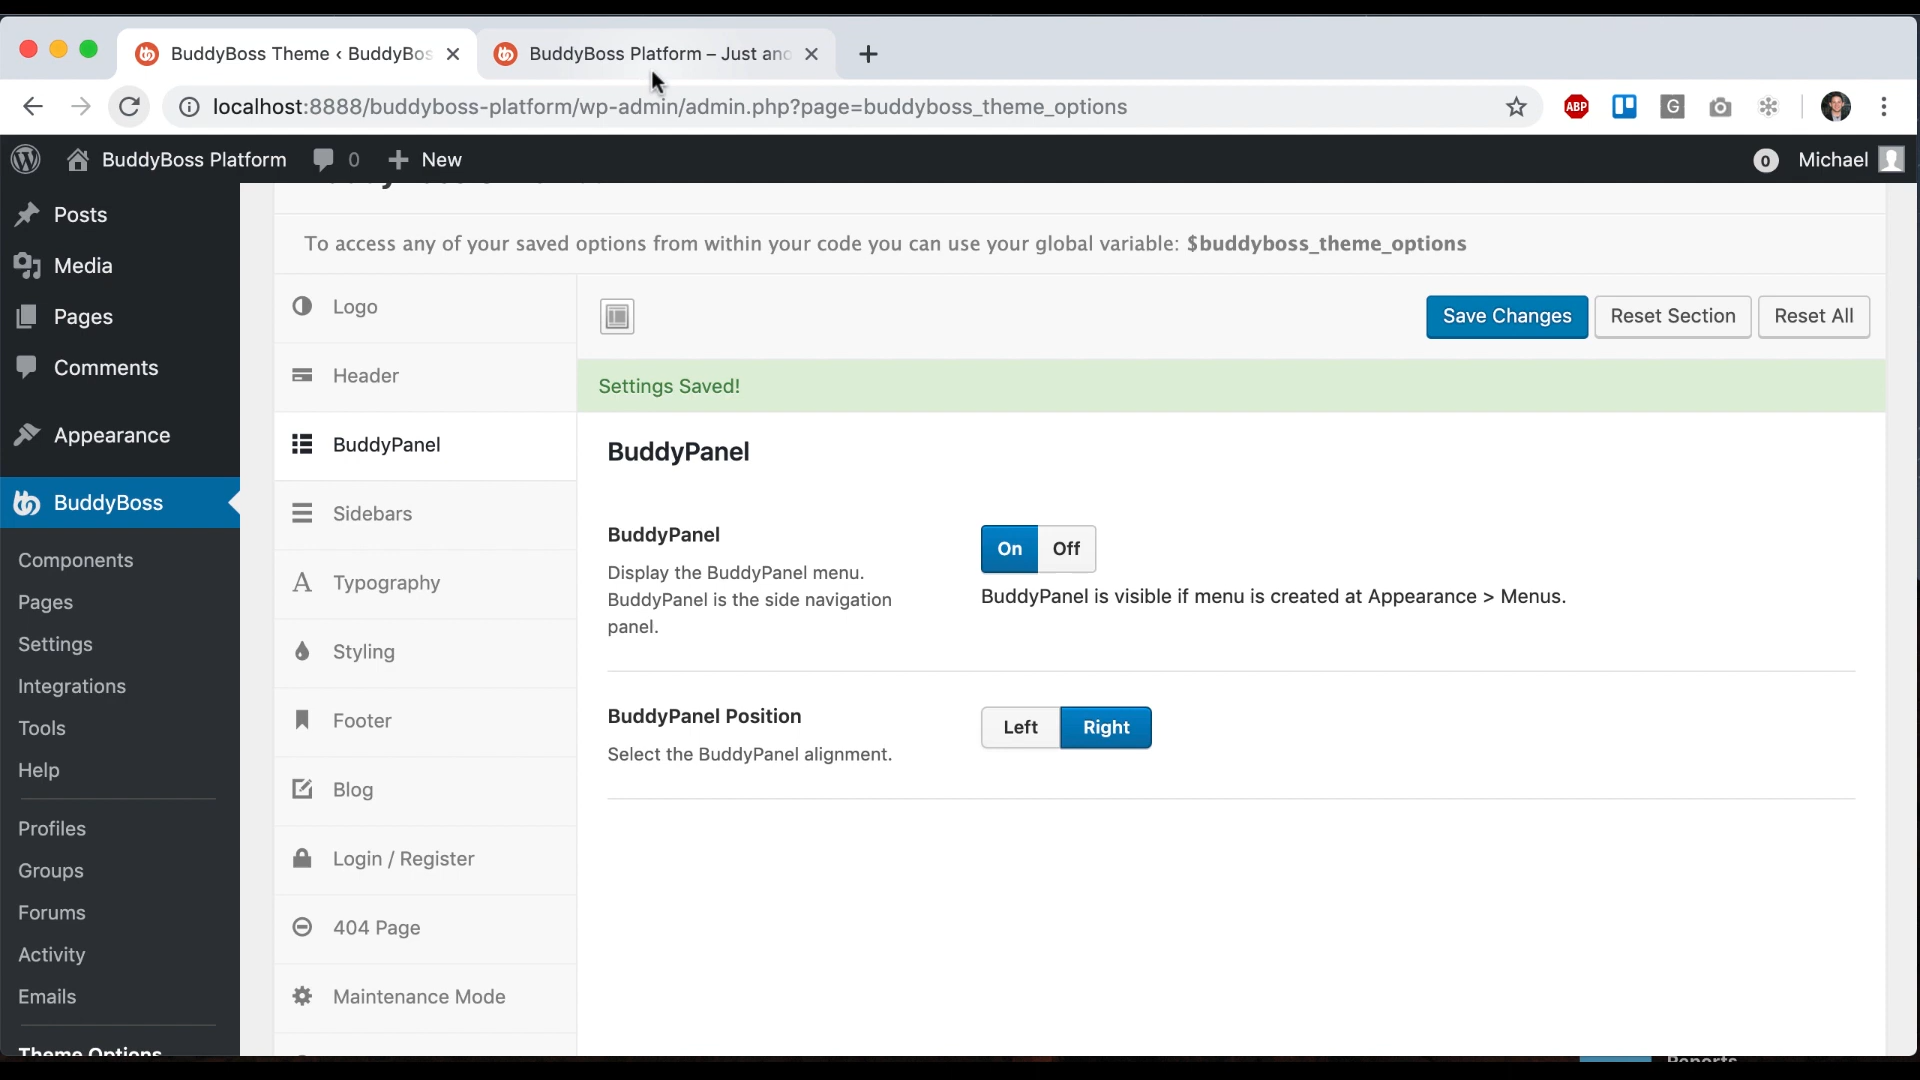 BuddyBoss Theme ‹ BuddyBos
BuddyBoss Platform – Just and
localhost:8888/buddyboss-platform/wp-admin/admin.php?page=buddyboss_theme_options
ABP
G
BuddyBoss Platform
0
New
0
Michael
Posts
Media
Pages
Comments
Appearance
BuddyBoss
Components
Pages
Settings
Integrations
Tools
Help
Profiles
Groups
Forums
Activity
Emails
Theme Options
To access any of your saved options from within your code you can use your global variable: $buddyboss_theme_options
Logo
Header
BuddyPanel
Sidebars
Typography
Styling
Footer
Blog
Login / Register
404 Page
Maintenance Mode
Save Changes
Reset Section
Reset All
Settings Saved!
BuddyPanel
BuddyPanel
Display the BuddyPanel menu.
BuddyPanel is the side navigation
panel.
On
Off
BuddyPanel is visible if menu is created at Appearance > Menus.
BuddyPanel Position
Select the BuddyPanel alignment.
Left
Right
Reports